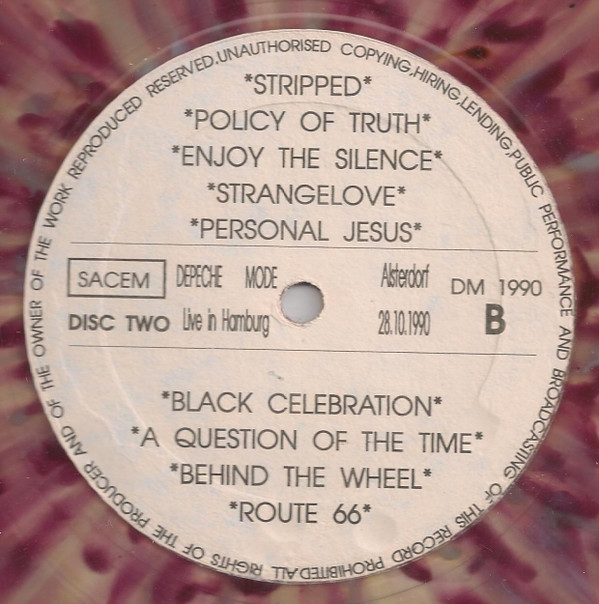 ALL RIGHTS OF THE PRODUCER AND OF THE OWNER OF THE WORK REPRODUCED RESERVED.UNAUTHORISED COPYING,HIRING,LENDING,PUBLIC PERFORMANCE AND BROADCASTING OF THIS RECORD PROHIBITED.
*STRIPPED*
*POLICY OF TRUTH*
*ENJOY THE SILENCE*
*STRANGELOVE*
*PERSONAL JESUS*
SACEM DEPECHE MODE Alsterdorf DM 1990
DISC TWO Live in Hamburg 28.10.1990 B
*BLACK CELEBRATION*
*A QUESTION OF THE TIME*
*BEHIND THE WHEEL*
*ROUTE 66*